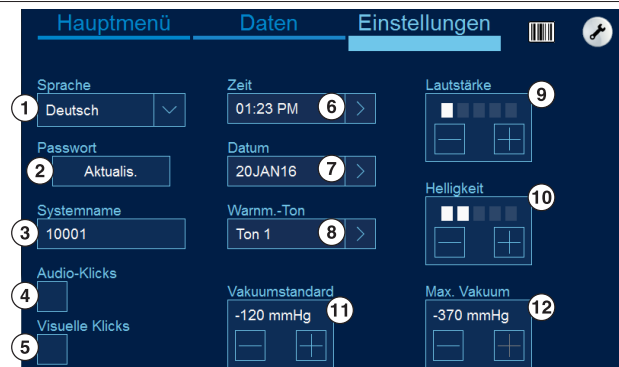 Hauptmenü Daten Einstellungen
Sprache
1 Deutsch
Passwort
2 Aktualis.
Systemname
3 10001
Audio-Klicks
4
Visuelle Klicks
5
Zeit
01:23 PM 6
Datum
20JAN16 7
Warnm.-Ton
Ton 1 8
Vakuumstandard
-120 mmHg 11
Lautstärke
9
Helligkeit
10
Max. Vakuum
-370 mmHg 12